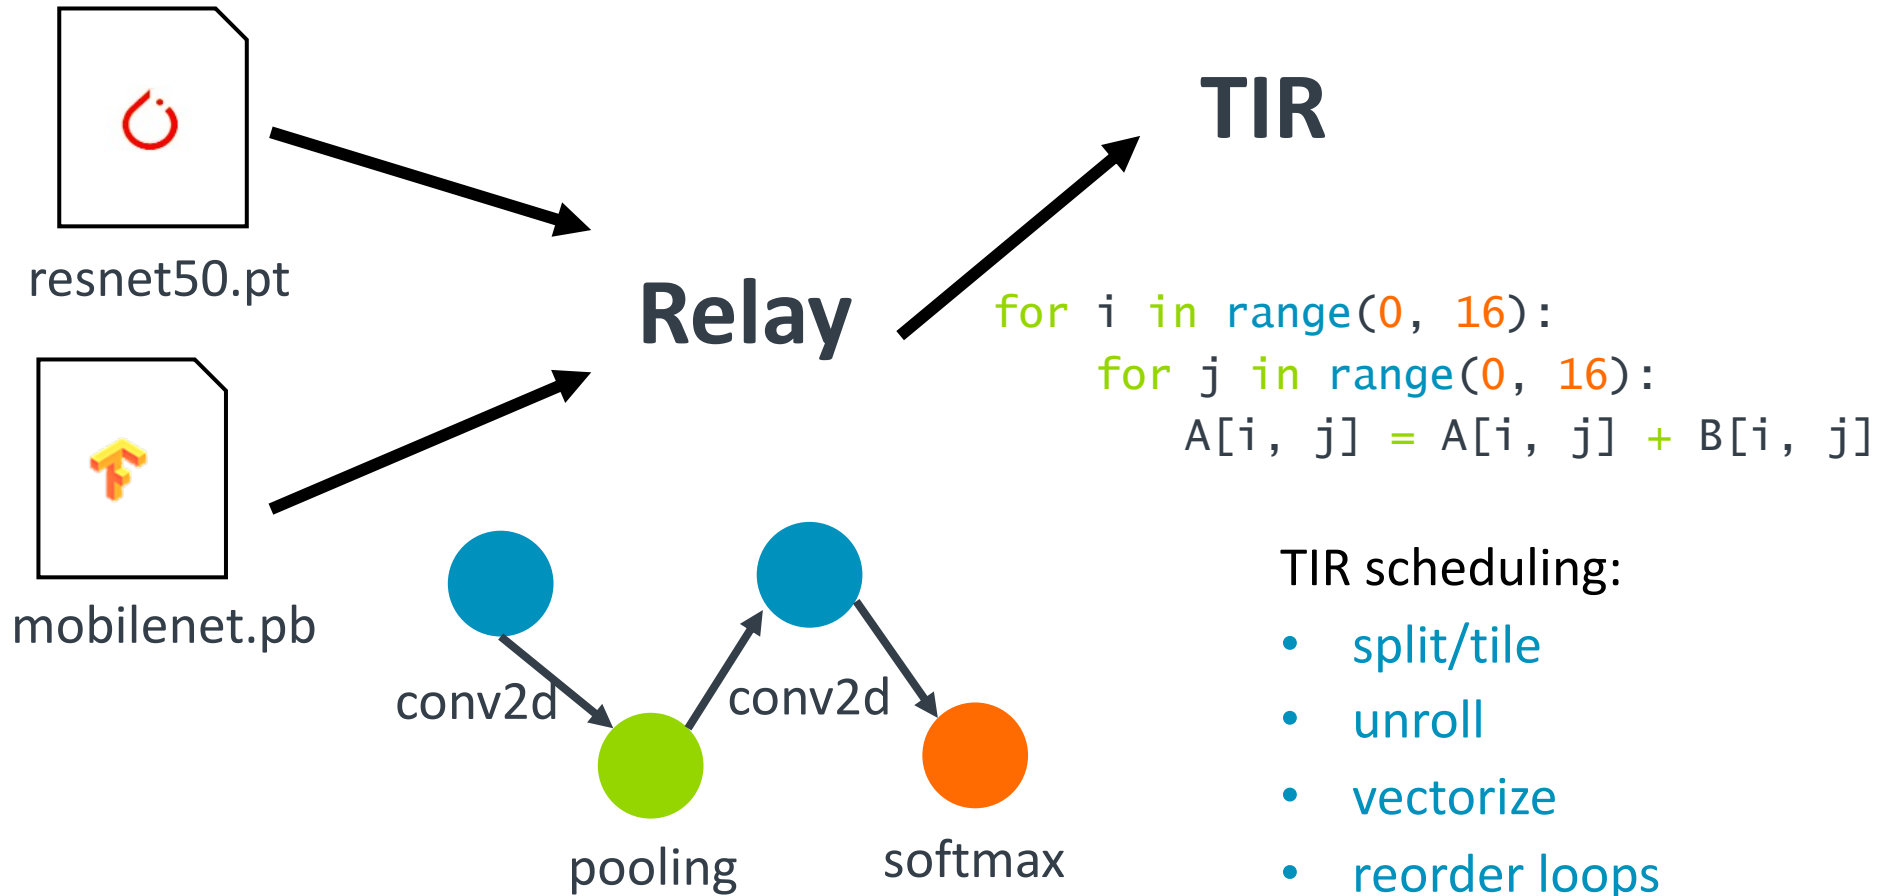 TIR
resnet50.pt
Relay
for i in range(0, 16):
    for j in range(0, 16):
        A[i, j] = A[i, j] + B[i, j]
mobilenet.pb
conv2d
conv2d
pooling
softmax
TIR scheduling:
• split/tile
• unroll
• vectorize
• reorder loops